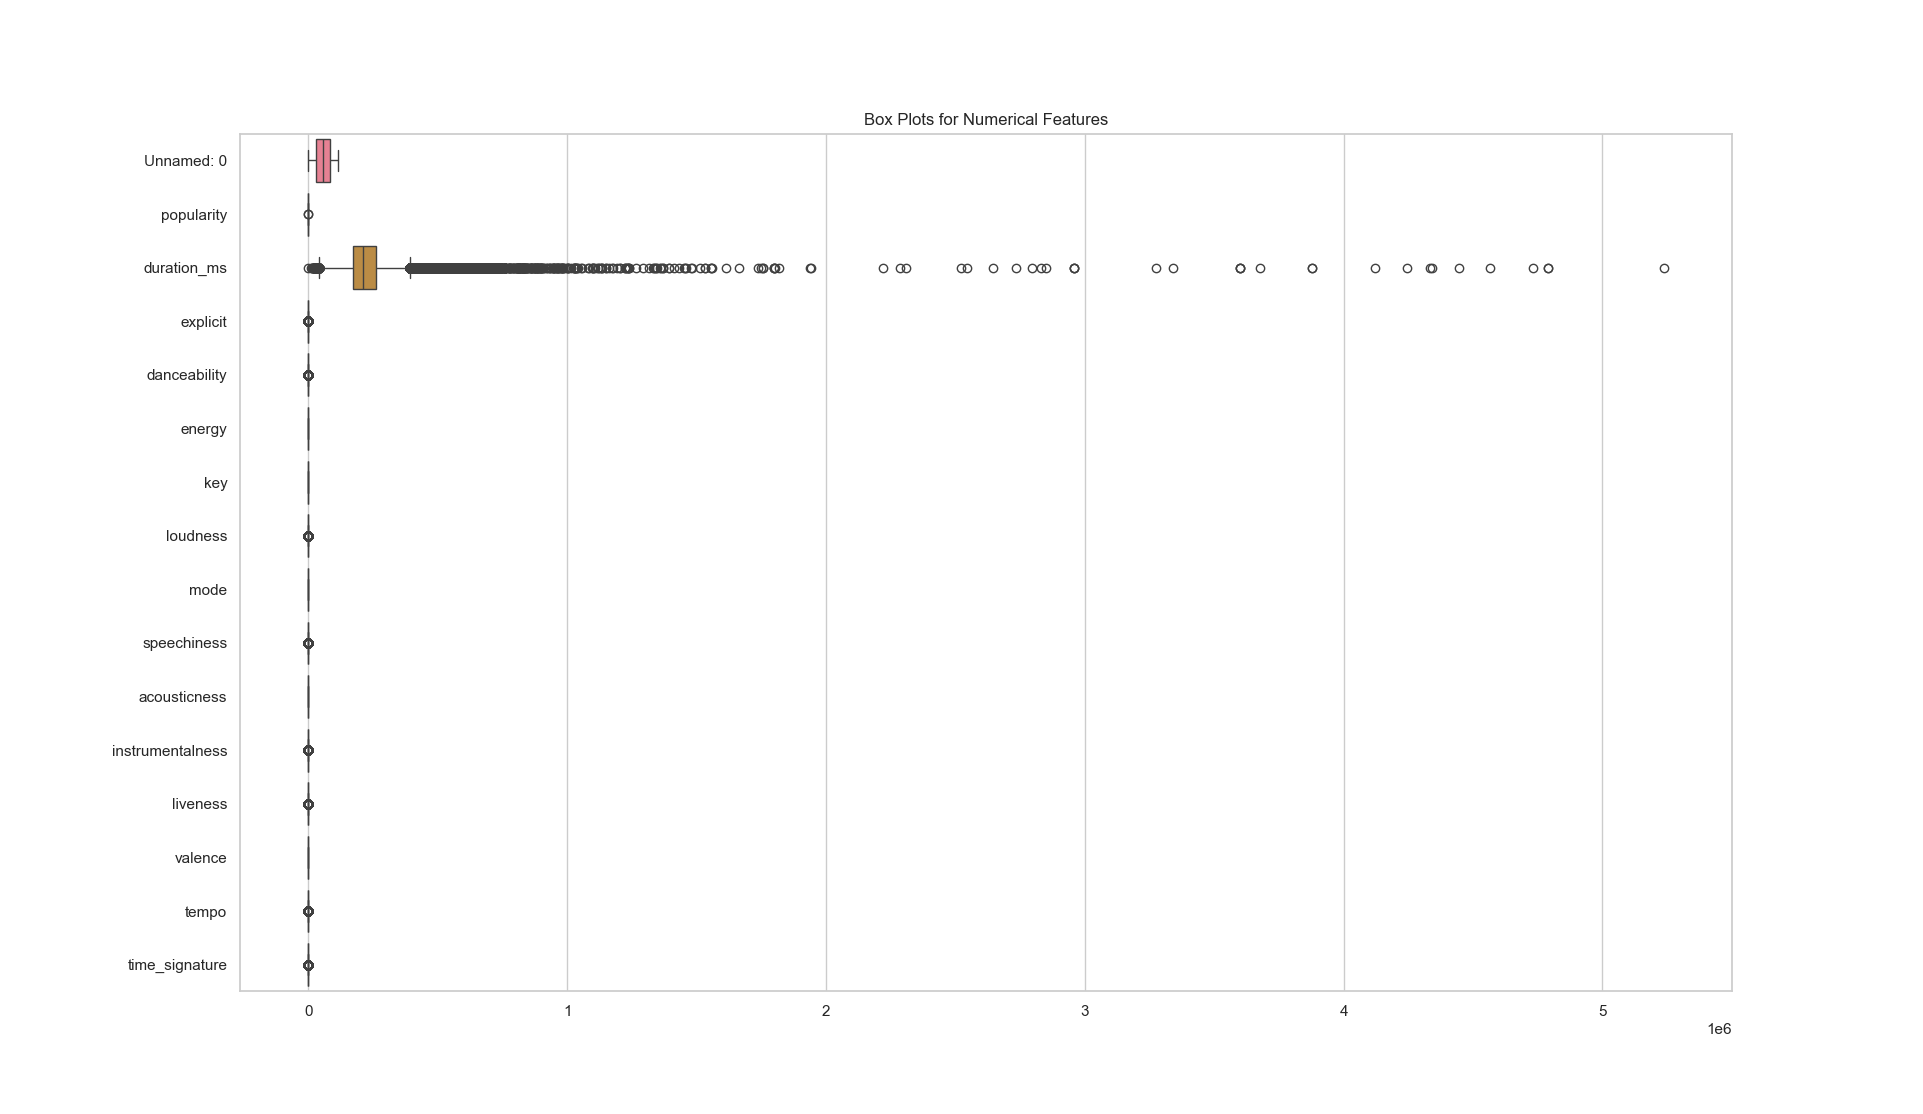 Box Plots for Numerical Features
Unnamed: 0
popularity
duration_ms
explicit
danceability
energy
key
loudness
mode
speechiness
acousticness
instrumentalness
liveness
valence
tempo
time_signature
0 1 2 3 4 5
1e6